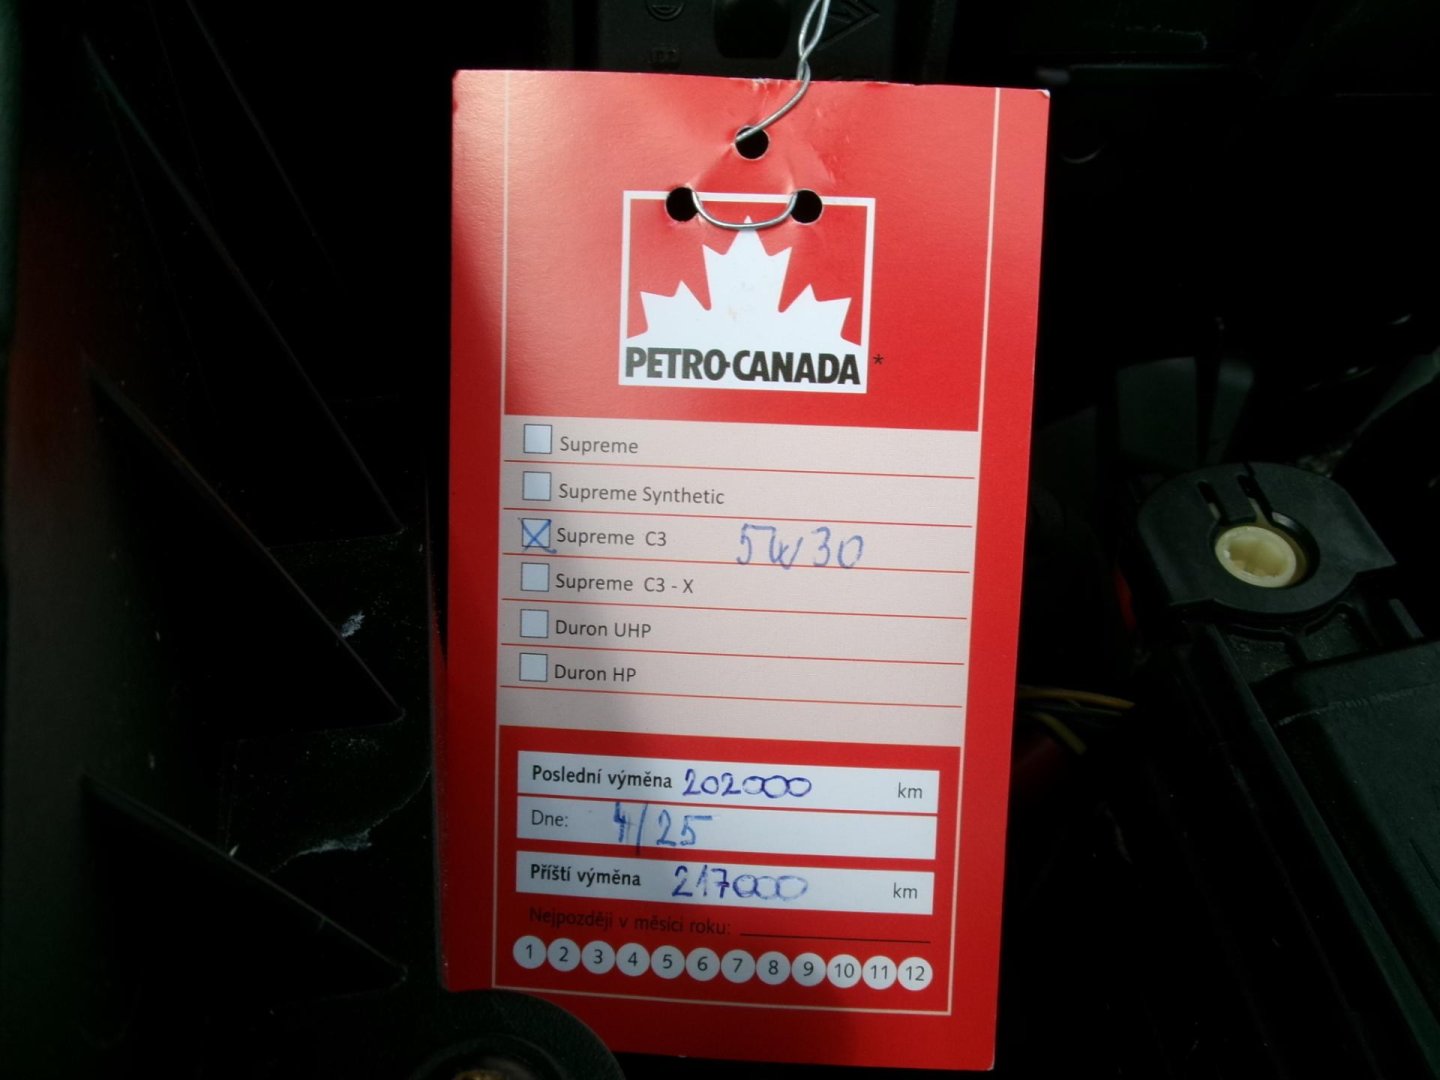 PETRO-CANADA*
Supreme
Supreme Synthetic
Supreme C3 5W30
Supreme C3 - X
Duron UHP
Duron HP
Poslední výměna 202000 km
Dne: 4/25
Příští výměna 217000 km
Nejpozději v měsíci roku:
1 2 3 4 5 6 7 8 9 10 11 12